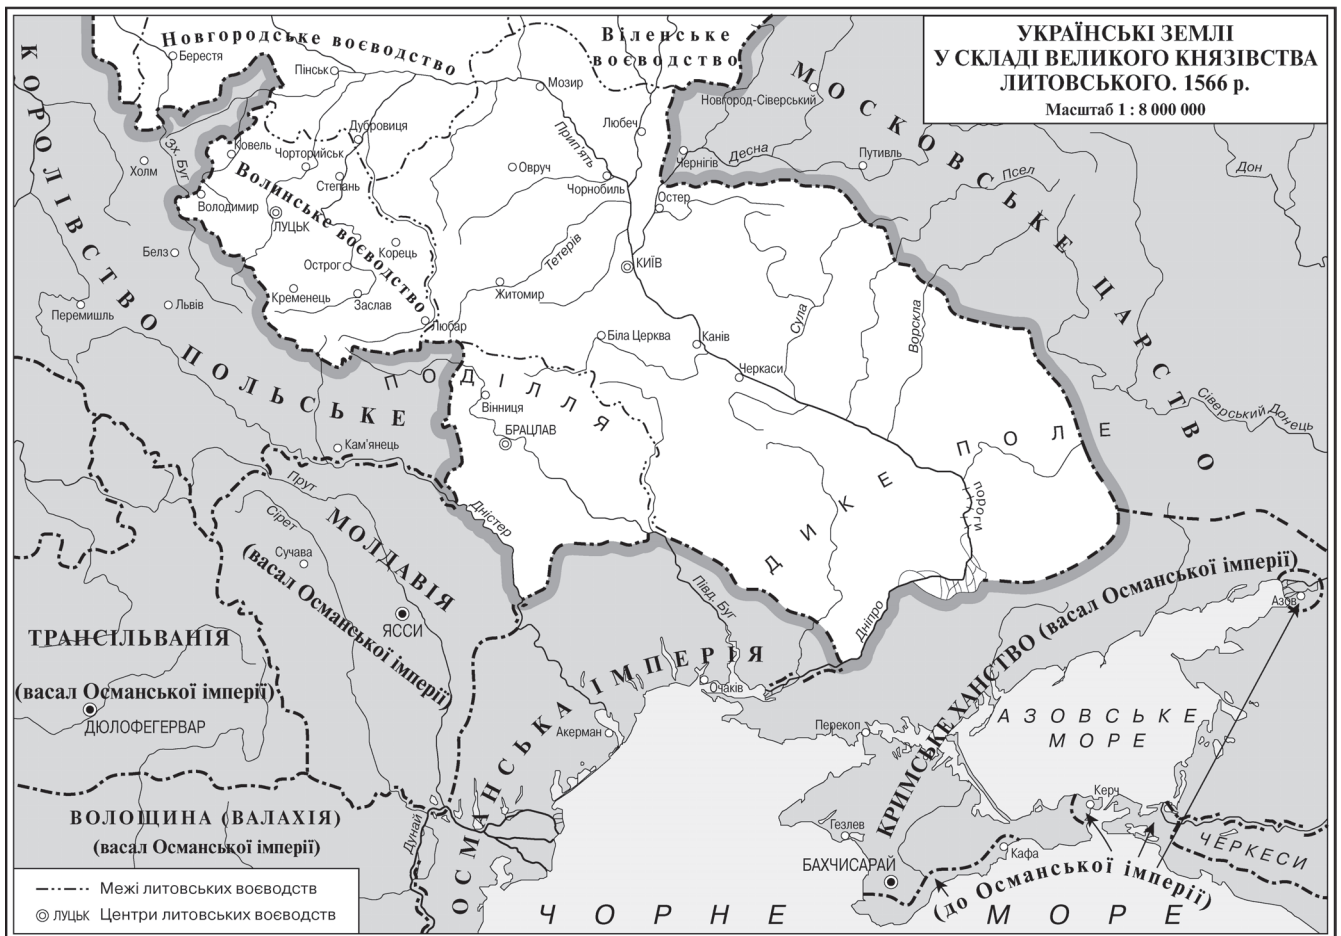 УКРАЇНСЬКІ ЗЕМЛІ
У СКЛАДІ ВЕЛИКОГО КНЯЗІВСТВА
ЛИТОВСЬКОГО. 1566 р.
Масштаб 1 : 8 000 000
Новгородське воєводство
Віленське
воєводство
КОРОЛІВСТВО ПОЛЬСЬКЕ
МОСКОВСЬКЕ ЦАРСТВО
Берестя
Пінськ
Мозир
Новгород-Сіверський
Любеч
Дубровиця
Прип'ять
Зх. Буг
Ковель
Чорторийськ
Холм
Степань
Овруч
Чорнобиль
Чернігів
Десна
Путивль
Псел
Дон
Остер
Волинське воєводство
Володимир
ЛУЦЬК
Корець
Белз
Острог
Тетерів
КИЇВ
Кременець
Заслав
Житомир
Перемишль
Львів
Любар
Біла Церква
Канів
Сула
Ворскла
Черкаси
ПОДІЛЛЯ
Вінниця
БРАЦЛАВ
Сіверський Донець
Кам'янець
ДИКЕ ПОЛЕ
пороги
Прут
Дністер
Сірет
МОЛДАВІЯ
(васал Османської імперії)
Сучава
ЯССИ
Півд. Буг
Дніпро
Азов
ТРАНСІЛЬВАНІЯ
(васал Османської імперії)
ДЮЛОФЕГЕРВАР
ОСМАНСЬКА ІМПЕРІЯ
Очаків
Акерман
Перекоп
КРИМСЬКЕ ХАНСТВО (васал Османської імперії)
АЗОВСЬКЕ
МОРЕ
Керч
Гезлев
Кафа
БАХЧИСАРАЙ
ЧЕРКЕСИ
(до Османської імперії)
ВОЛОЩИНА (ВАЛАХІЯ)
(васал Османської імперії)
Дунай
ЧОРНЕ МОРЕ
Межі литовських воєводств
ЛУЦЬК Центри литовських воєводств